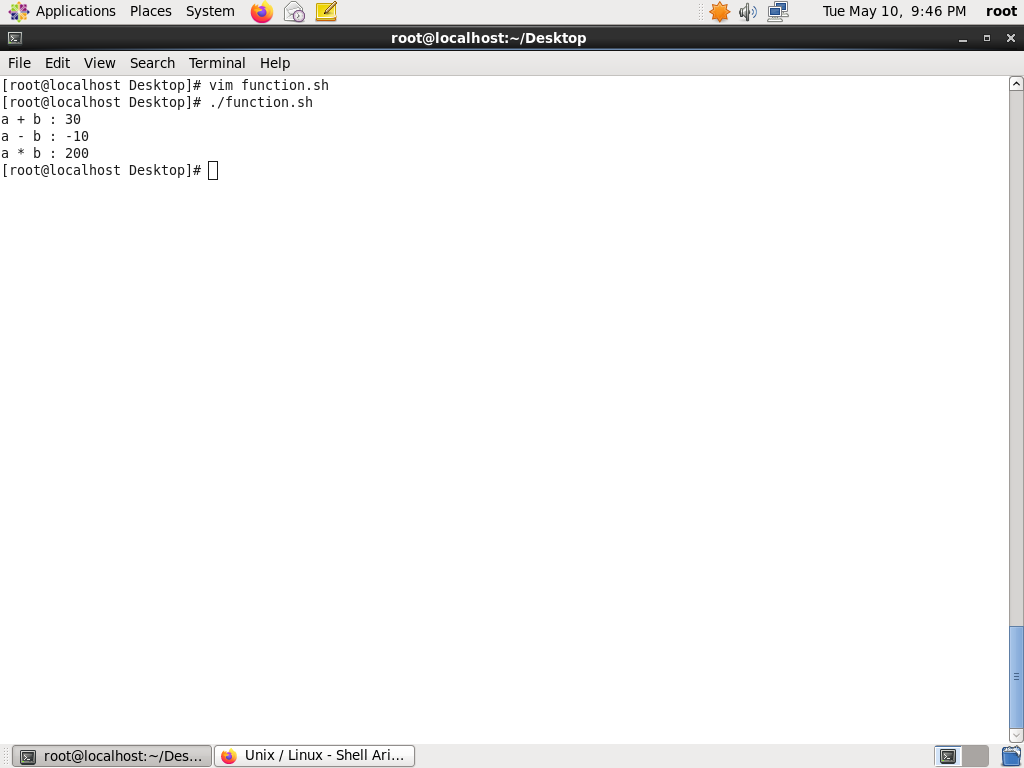 Applications Places System Tue May 10, 9:46 PM root
root@localhost:~/Desktop
File Edit View Search Terminal Help
[root@localhost Desktop]# vim function.sh
[root@localhost Desktop]# ./function.sh
a + b : 30
a - b : -10
a * b : 200
[root@localhost Desktop]#
root@localhost:~/Des... Unix / Linux - Shell Ari...